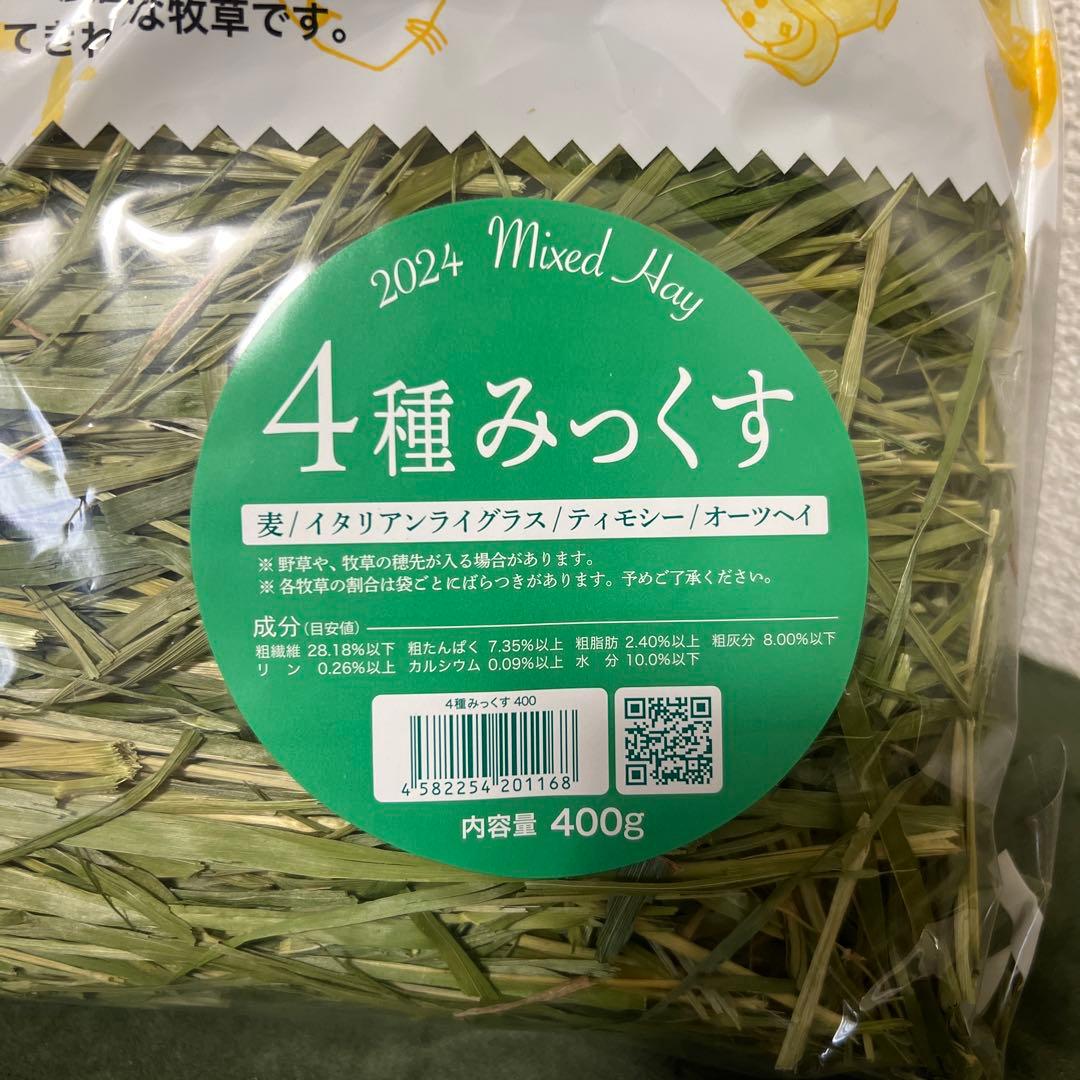 な牧草です。
てきわ
2024 Mixed Hay
4種みっくす
麦/イタリアンライグラス/ティモシー/オーツヘイ
※野草や、牧草の穂先が入る場合があります。
※各牧草の割合は袋ごとにばらつきがあります。予めご了承ください。
成分(目安値)
粗繊維 28.18%以下 粗たんぱく 7.35%以上 粗脂肪 2.40%以上 粗灰分 8.00%以下
リン 0.26%以上 カルシウム 0.09%以上 水分 10.0%以下
4種みっくす 400
4 582254 201168
内容量 400g